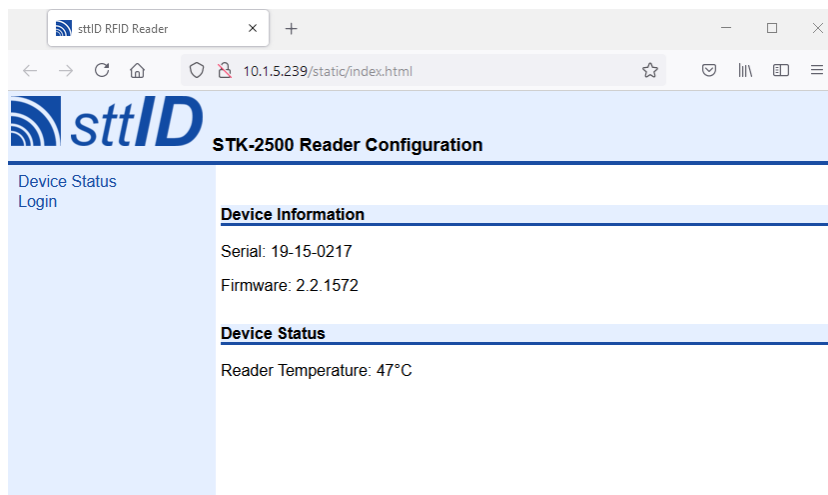 sttID RFID Reader
10.1.5.239/static/index.html
sttID
STK-2500 Reader Configuration
Device Status
Login
Device Information
Serial: 19-15-0217
Firmware: 2.2.1572
Device Status
Reader Temperature: 47°C